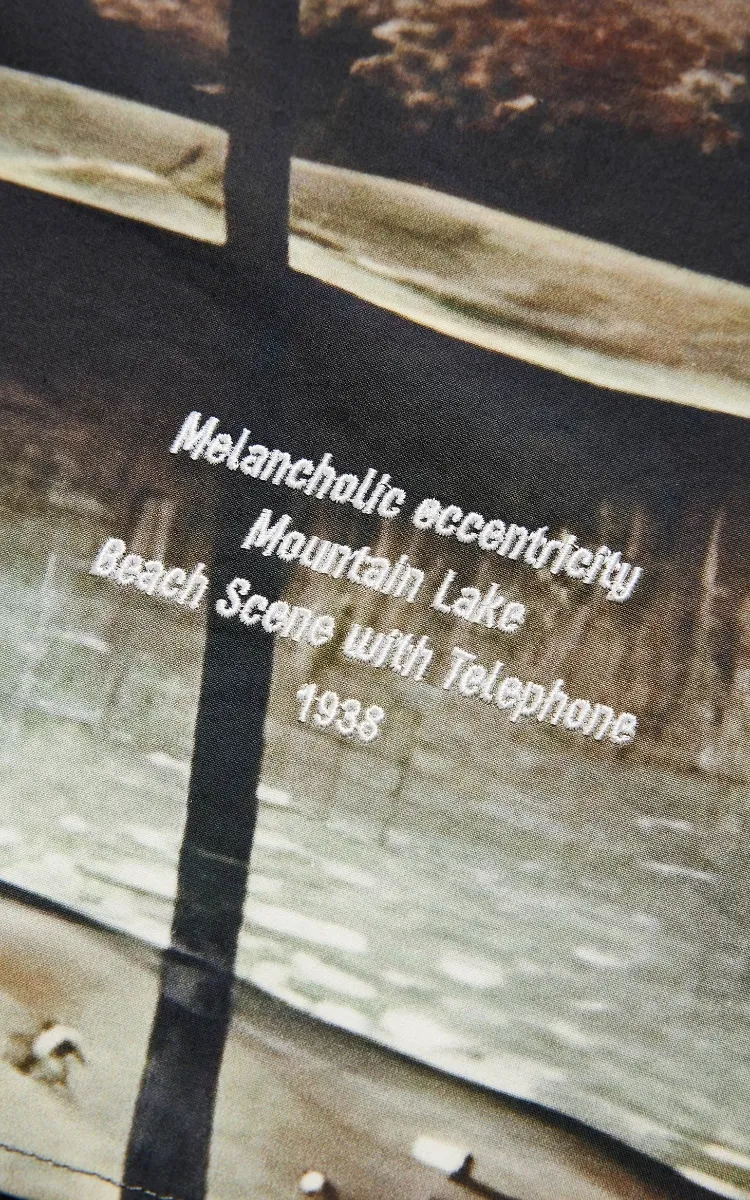 Melancholic eccentricity
Mountain Lake
Beach Scene with Telephone
1938